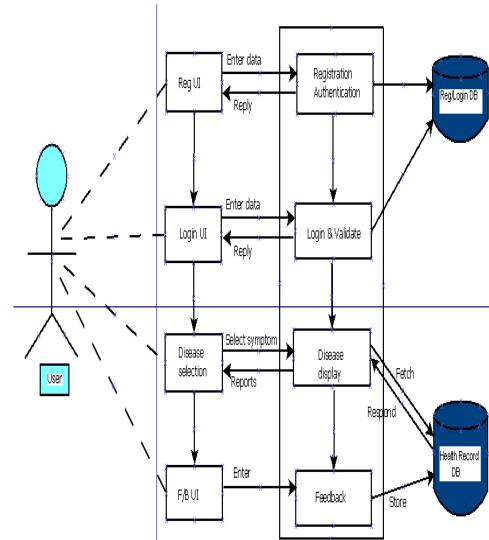 Enter data
Reg UI
Registration
Authentication
Reply
Reg/Login DB
Enter data
Login UI
Login & Validate
Reply
Select symptom
Disease
selection
Disease
display
Reports
Fetch
Respond
User
Health Record
DB
F/B UI
Enter
Feedback
Store